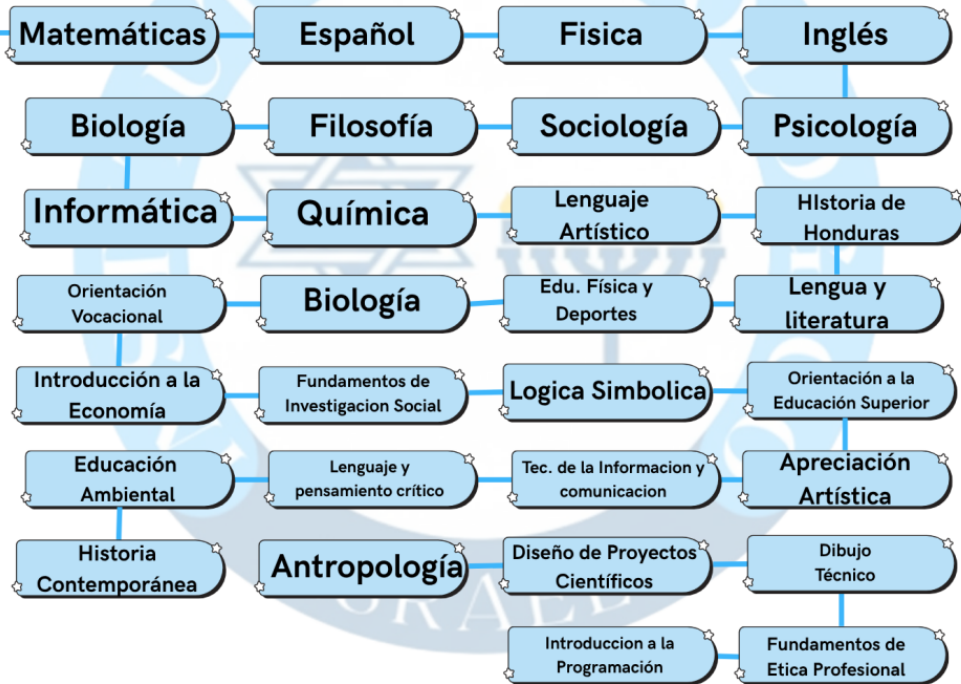 Matemáticas
Español
Fisica
Inglés
Biología
Filosofía
Sociología
Psicología
Informática
Química
Lenguaje
Artístico
HIstoria de
Honduras
Orientación
Vocacional
Biología
Edu. Física y
Deportes
Lengua y
literatura
Introducción a la
Economía
Fundamentos de
Investigacion Social
Logica Simbolica
Orientación a la
Educación Superior
Educación
Ambiental
Lenguaje y
pensamiento crítico
Tec. de la Informacion y
comunicacion
Apreciación
Artística
Historia
Contemporánea
Antropología
Diseño de Proyectos
Científicos
Dibujo
Técnico
Introduccion a la
Programación
Fundamentos de
Etica Profesional